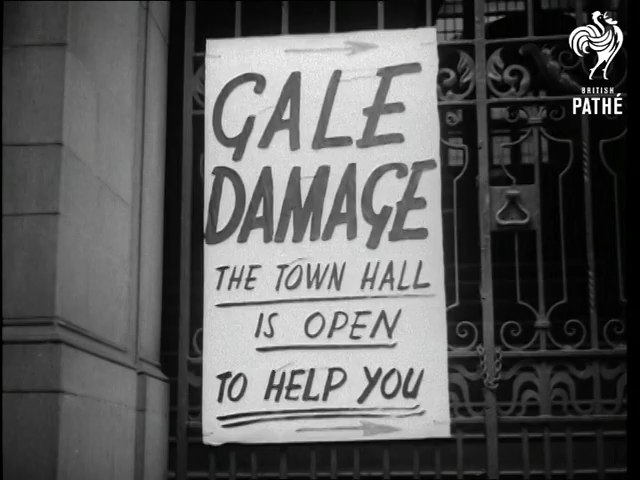 BRITISH
PATHÉ
GALE
DAMAGE
THE TOWN HALL
IS OPEN
TO HELP YOU